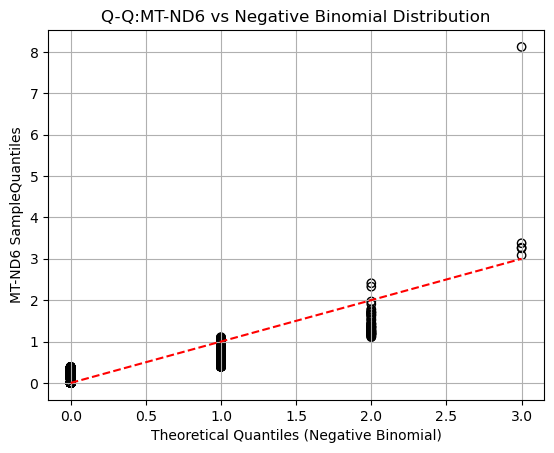 Q-Q:MT-ND6 vs Negative Binomial Distribution
MT-ND6 SampleQuantiles
8
7
6
5
4
3
2
1
0
0.0 0.5 1.0 1.5 2.0 2.5 3.0
Theoretical Quantiles (Negative Binomial)